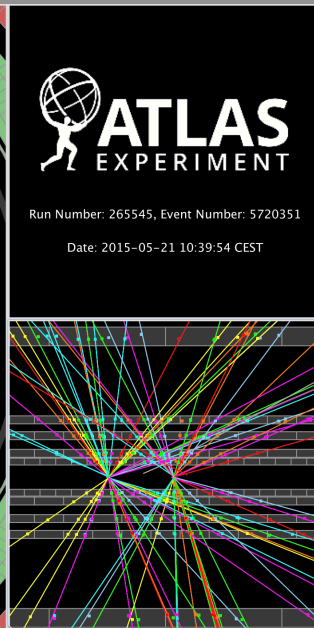 ATLAS
EXPERIMENT
Run Number: 265545, Event Number: 5720351
Date: 2015-05-21 10:39:54 CEST